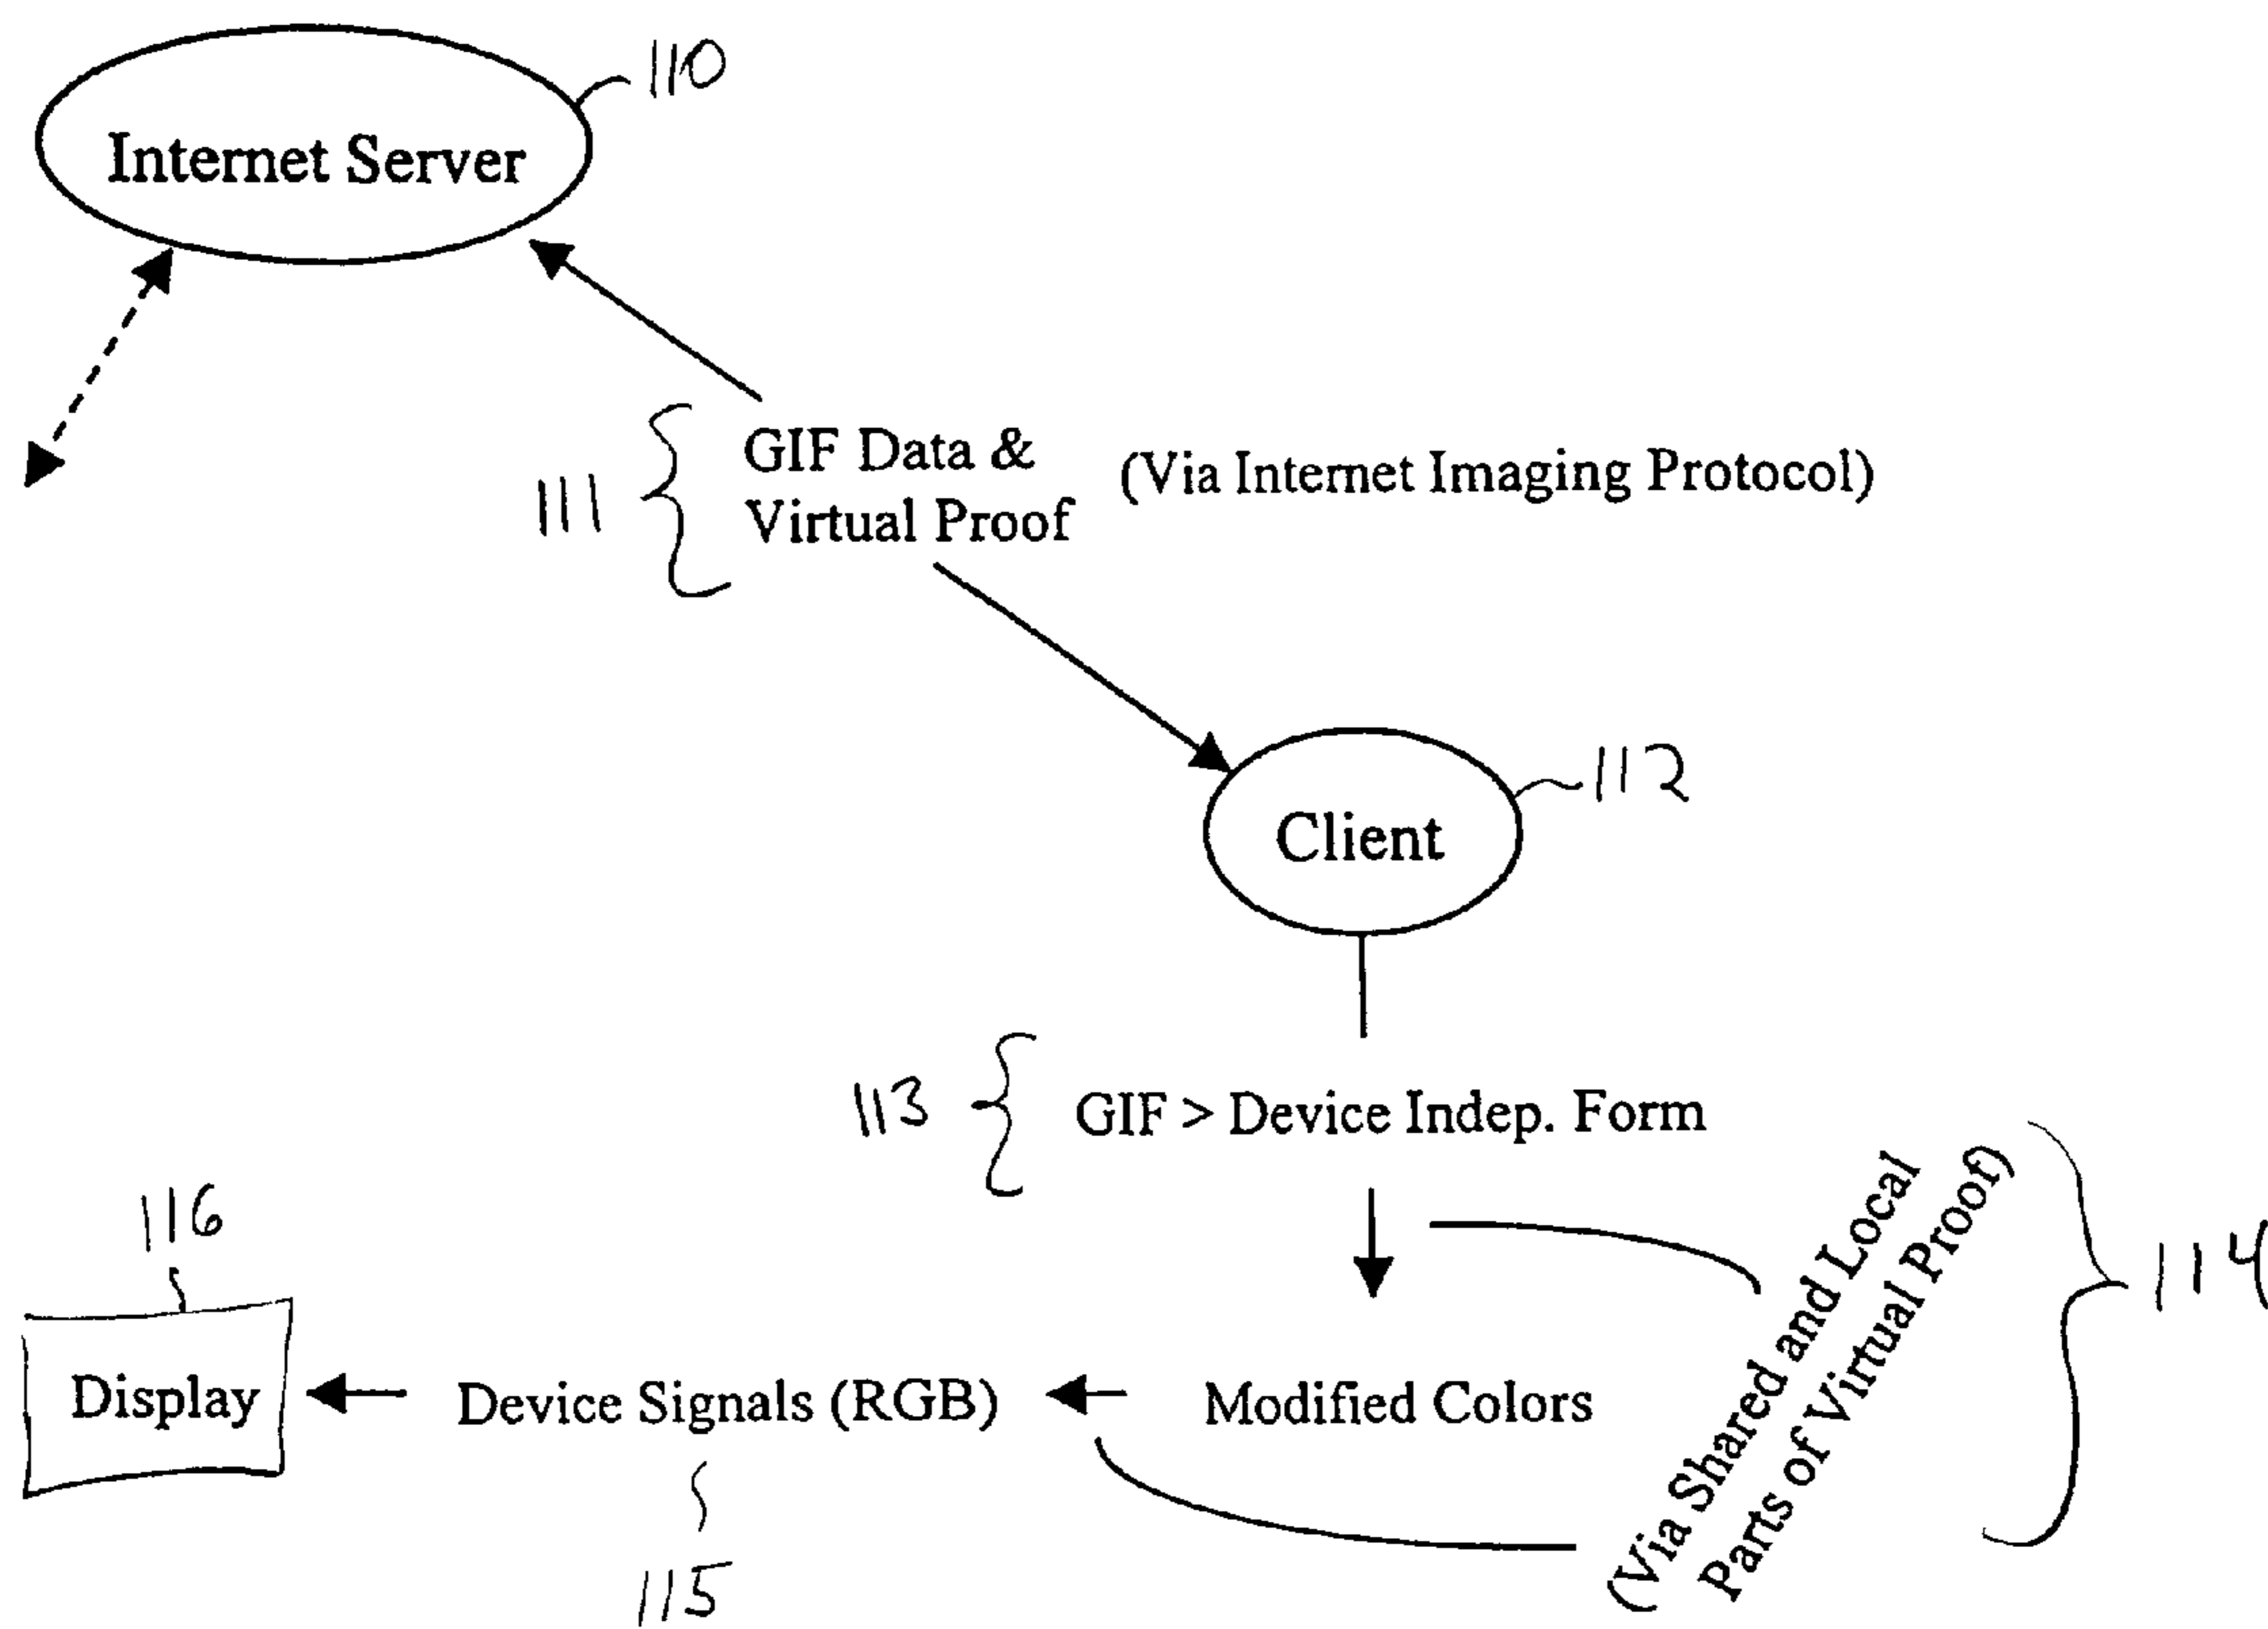 110
Internet Server
GIF Data &
(Via Internet Imaging Protocol)
111
Virtual Proof
112
Client
113
GIF > Device Indep. Form
(Via Shared and Local
Parts of Virtual Proof)
114
116
Display
Device Signals (RGB)
Modified Colors
115